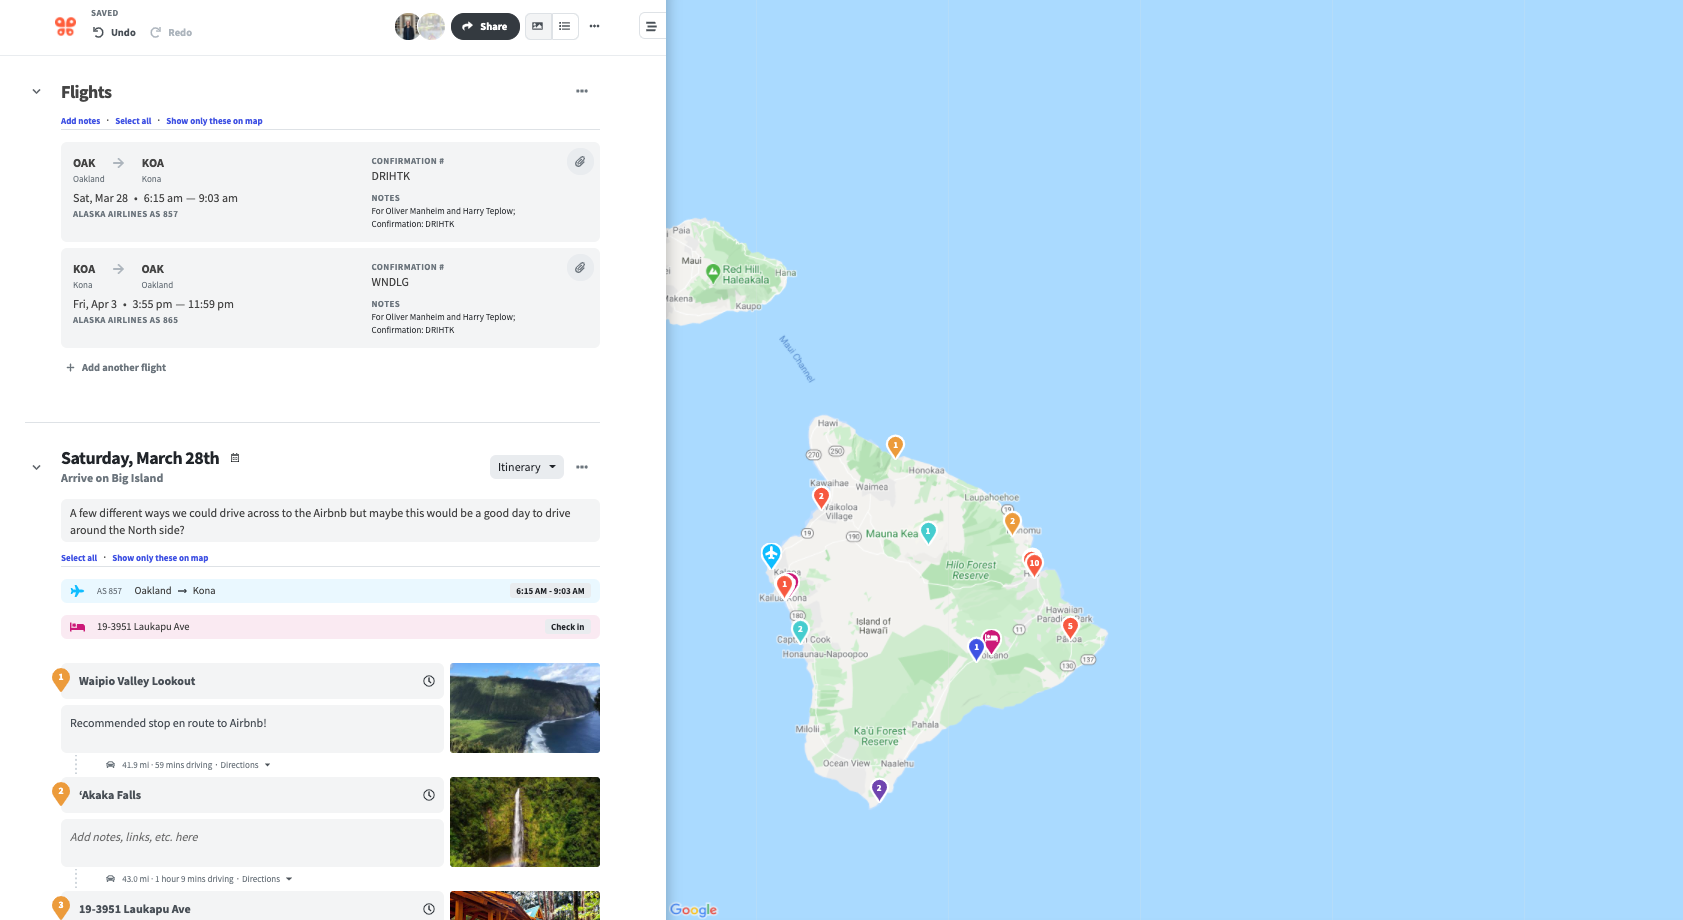 SAVED
Undo
Redo
Share
Flights
Add notes · Select all · Show only these on map
OAK → KOA
Oakland Kona
Sat, Mar 28 • 6:15 am — 9:03 am
ALASKA AIRLINES AS 857
CONFIRMATION #
DRIHTK
NOTES
For Oliver Manheim and Harry Teplow;
Confirmation: DRIHTK
KOA → OAK
Kona Oakland
Fri, Apr 3 • 3:55 pm — 11:59 pm
ALASKA AIRLINES AS 865
CONFIRMATION #
WNDLG
NOTES
For Oliver Manheim and Harry Teplow;
Confirmation: DRIHTK
+ Add another flight
Saturday, March 28th
Arrive on Big Island
Itinerary
A few different ways we could drive across to the Airbnb but maybe this would be a good day to drive
around the North side?
Select all · Show only these on map
AS 857 Oakland → Kona 6:15 AM - 9:03 AM
19-3951 Laukapu Ave Check in
1 Waipio Valley Lookout
Recommended stop en route to Airbnb!
41.9 mi · 59 mins driving · Directions
2 ‘Akaka Falls
Add notes, links, etc. here
43.0 mi · 1 hour 9 mins driving · Directions
3 19-3951 Laukapu Ave
Paia
Maui
Red Hill,
Haleakalā
Hana
Kaupo
Maui Channel
Hawi
270
250
1
Honokaa
Kawaihae
Waimea
2
Waikoloa
Village
Laupahoehoe
19
2
19
190
Mauna Kea
1
10
Hilo Forest
Reserve
1
180
2
Island of
Hawai'i
Hawaiian
Paradise Park
5
11
1
Honaunau-Napoopoo
130
137
Milolii
Pahala
Ka'ū Forest
Reserve
Ocean View
Naalehu
2
Google